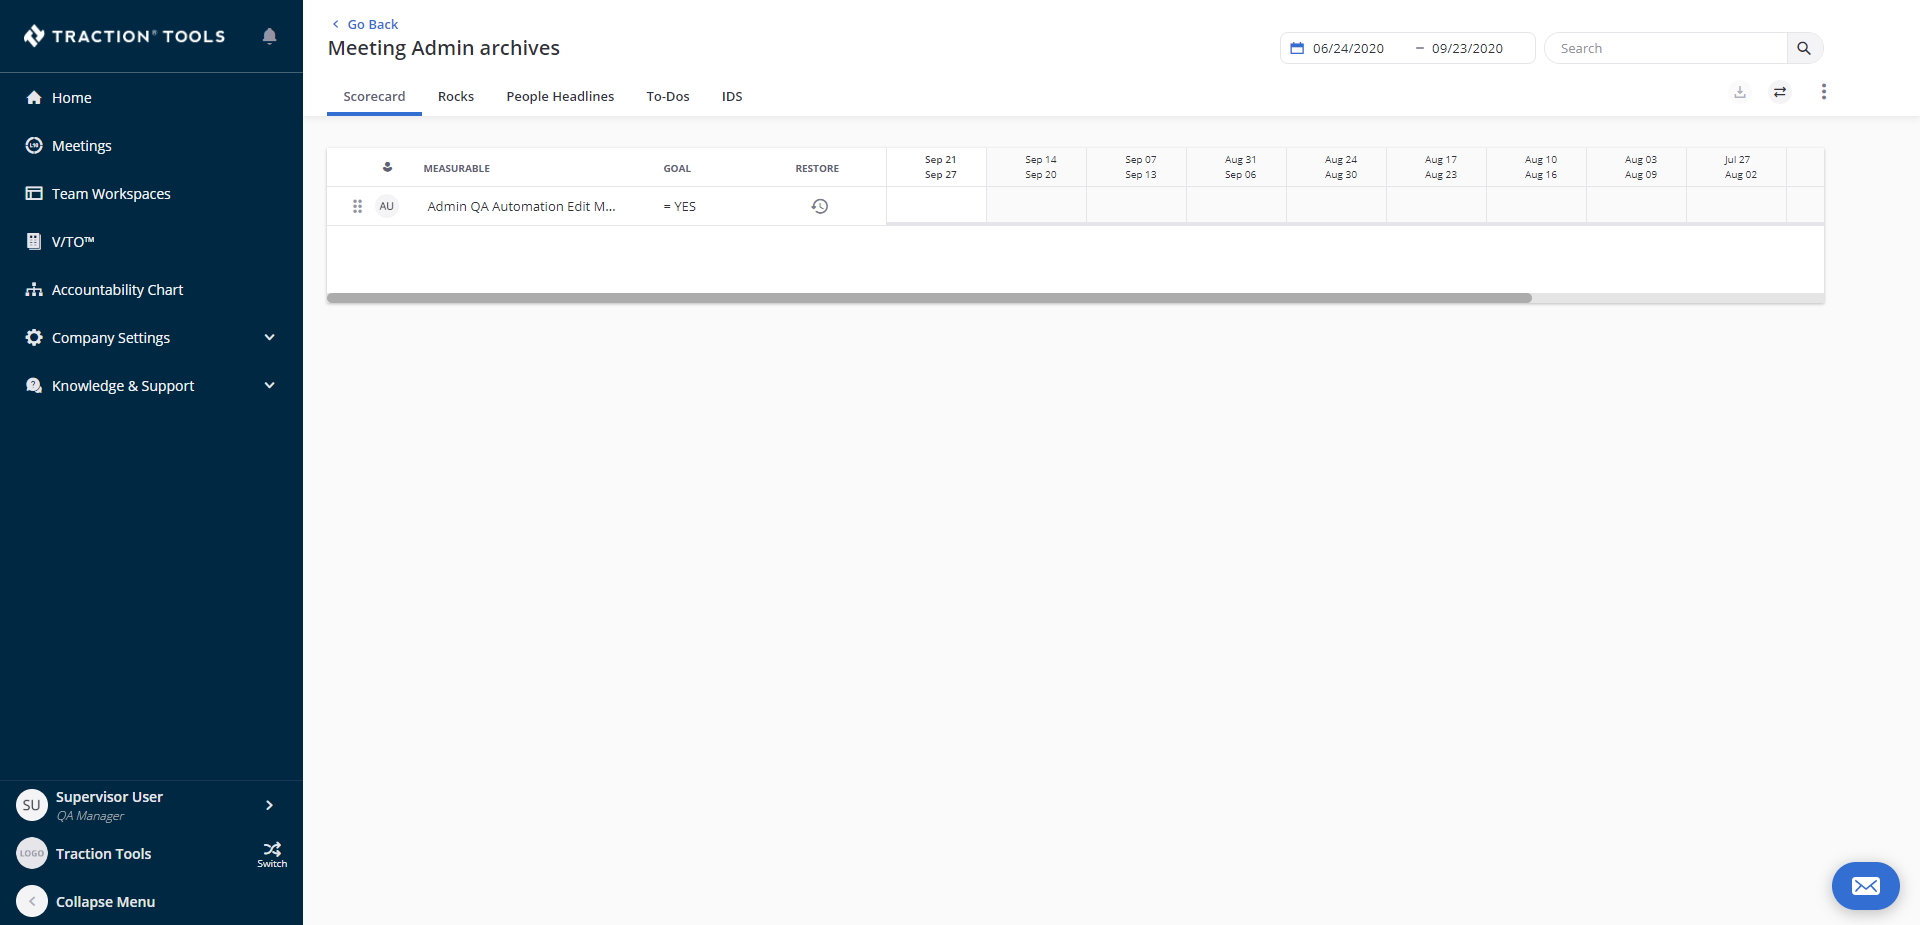 TRACTION® TOOLS
Home
Meetings
Team Workspaces
V/TO™
Accountability Chart
Company Settings
Knowledge & Support
SU
Supervisor User
QA Manager
LOGO
Traction Tools
Switch
Collapse Menu
Go Back
Meeting Admin archives
06/24/2020 – 09/23/2020
Search
Scorecard Rocks People Headlines To-Dos IDS
MEASURABLE GOAL RESTORE
Sep 21 Sep 14 Sep 07 Aug 31 Aug 24 Aug 17 Aug 10 Aug 03 Jul 27
Sep 27 Sep 20 Sep 13 Sep 06 Aug 30 Aug 23 Aug 16 Aug 09 Aug 02
AU Admin QA Automation Edit M... = YES